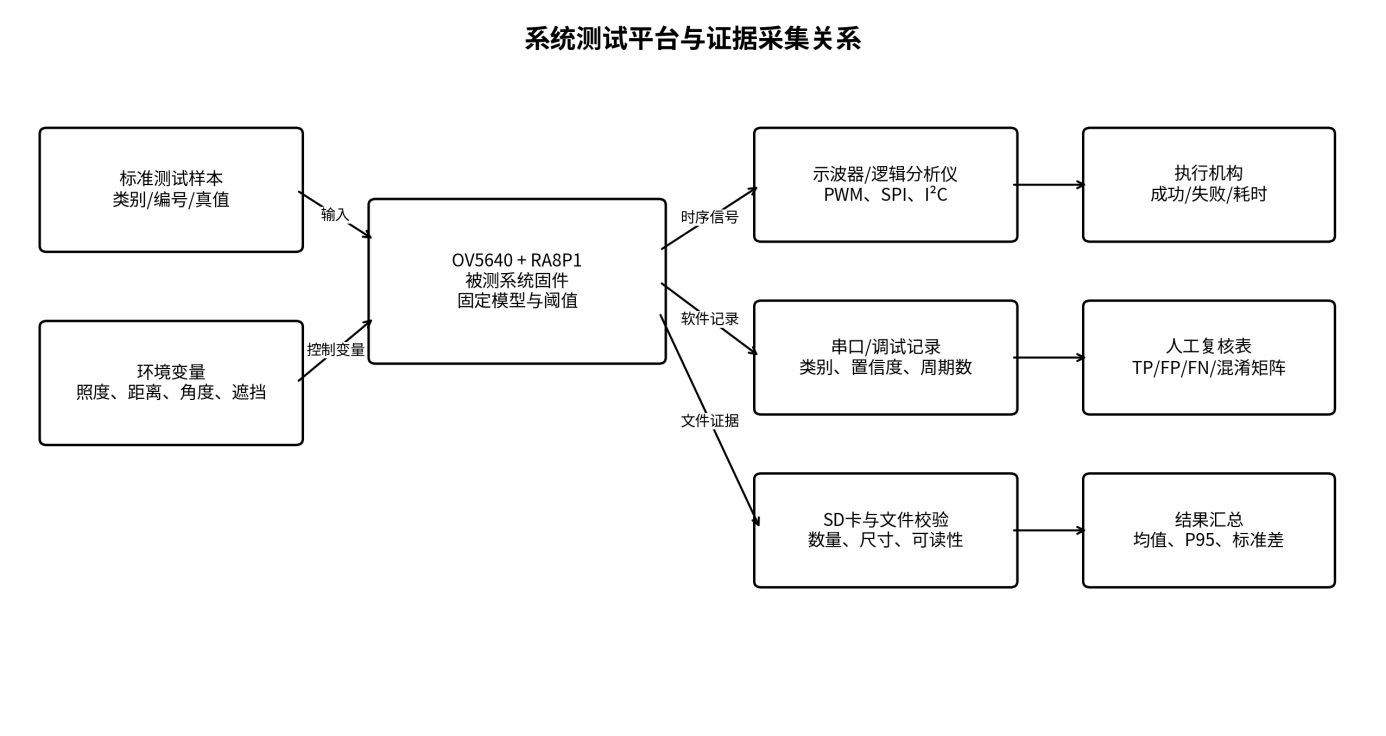 系统测试平台与证据采集关系
标准测试样本
类别/编号/真值
环境变量
照度、距离、角度、遮挡
输入
控制变量
OV5640 + RA8P1
被测系统固件
固定模型与阈值
时序信号
软件记录
文件证据
示波器/逻辑分析仪
PWM、SPI、I²C
执行机构
成功/失败/耗时
串口/调试记录
类别、置信度、周期数
人工复核表
TP/FP/FN/混淆矩阵
SD卡与文件校验
数量、尺寸、可读性
结果汇总
均值、P95、标准差